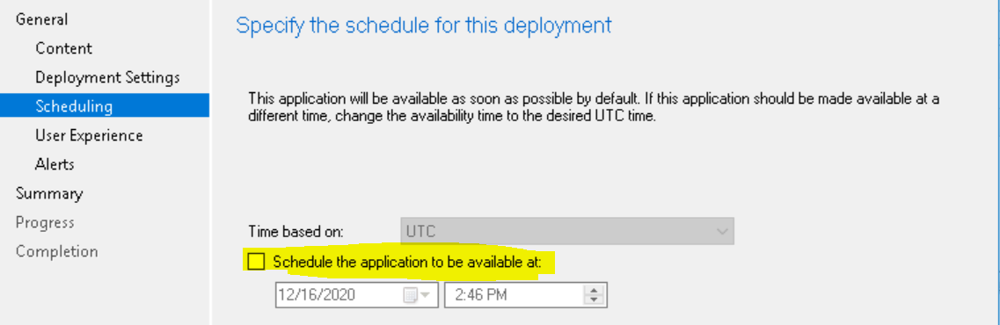 General
Content
Deployment Settings
Scheduling
User Experience
Alerts
Summary
Progress
Completion
Specify the schedule for this deployment
This application will be available as soon as possible by default. If this application should be made available at a
different time, change the availability time to the desired UTC time.
Time based on: UTC
Schedule the application to be available at:
12/16/2020 2:46 PM